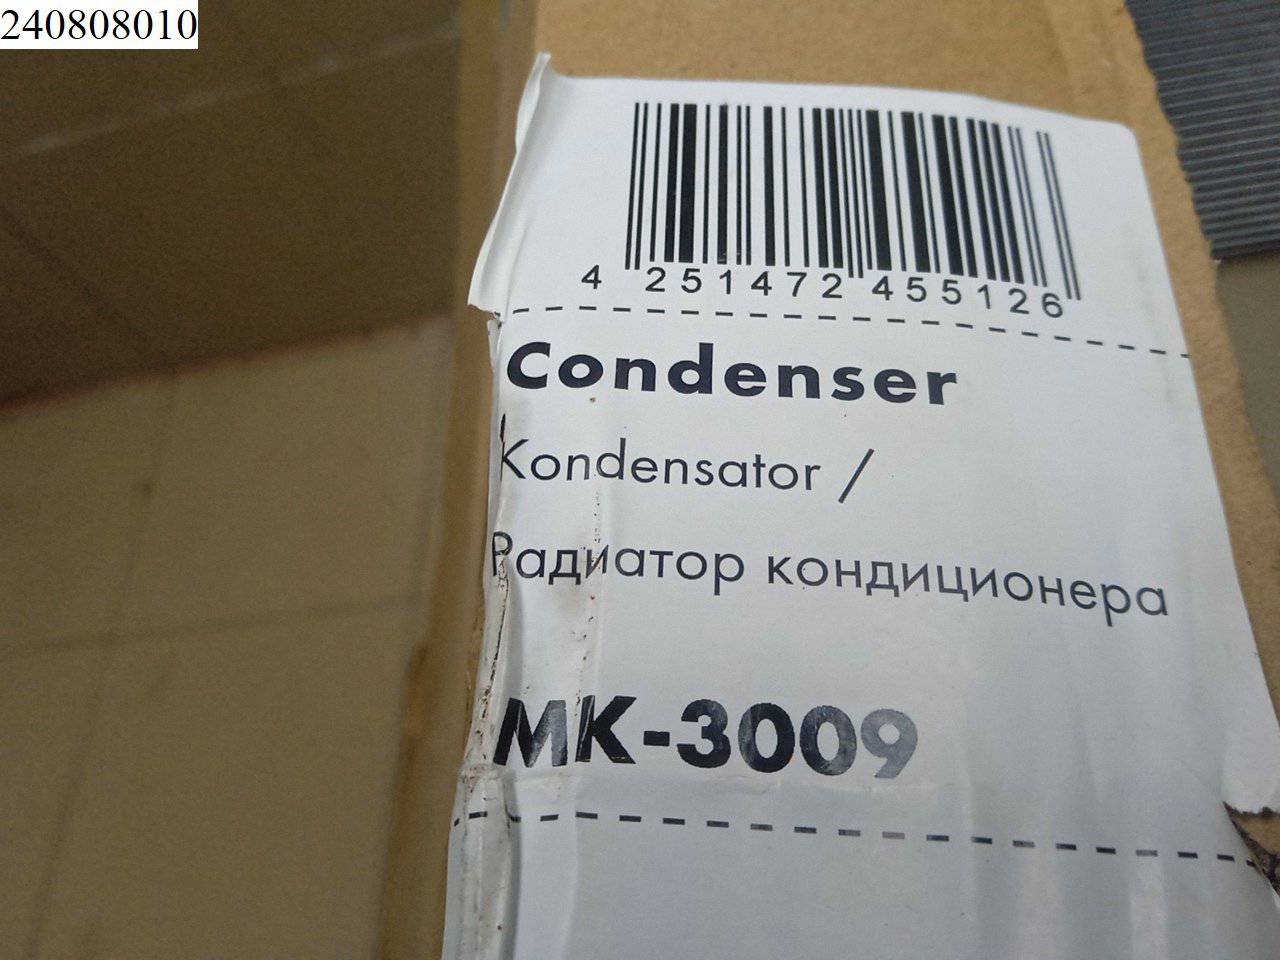 240808010
4 251472 455126
Condenser
Kondensator /
Радиатор кондиционера
MK-3009